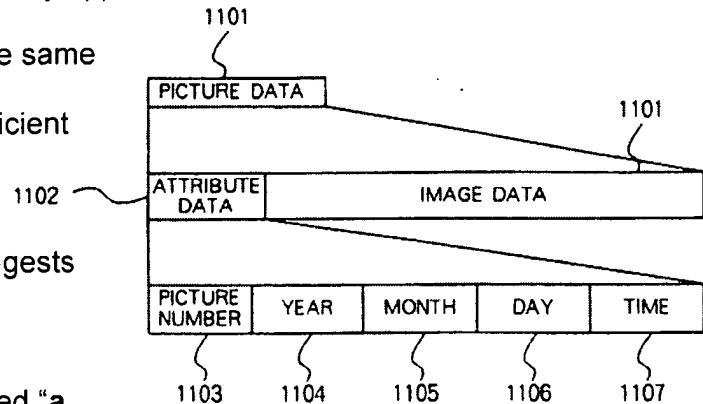 1101
e same
PICTURE DATA
icient
1101
1102
ATTRIBUTE DATA
IMAGE DATA
gests
PICTURE NUMBER
YEAR
MONTH
DAY
TIME
1103
1104
1105
1106
1107
ed “a